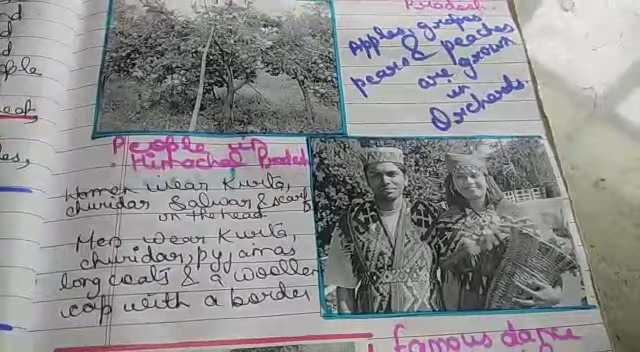 Pradesh
Apples, grapes
pears & peaches
are grown
in
Orchards.
People in
Himachal Pradesh
Women wear Kurta,
churidar Salwar & scarf
on the head
Men wear Kurta,
churidar, pyjamas
long coats & a woollen
cap with a border
famous dance